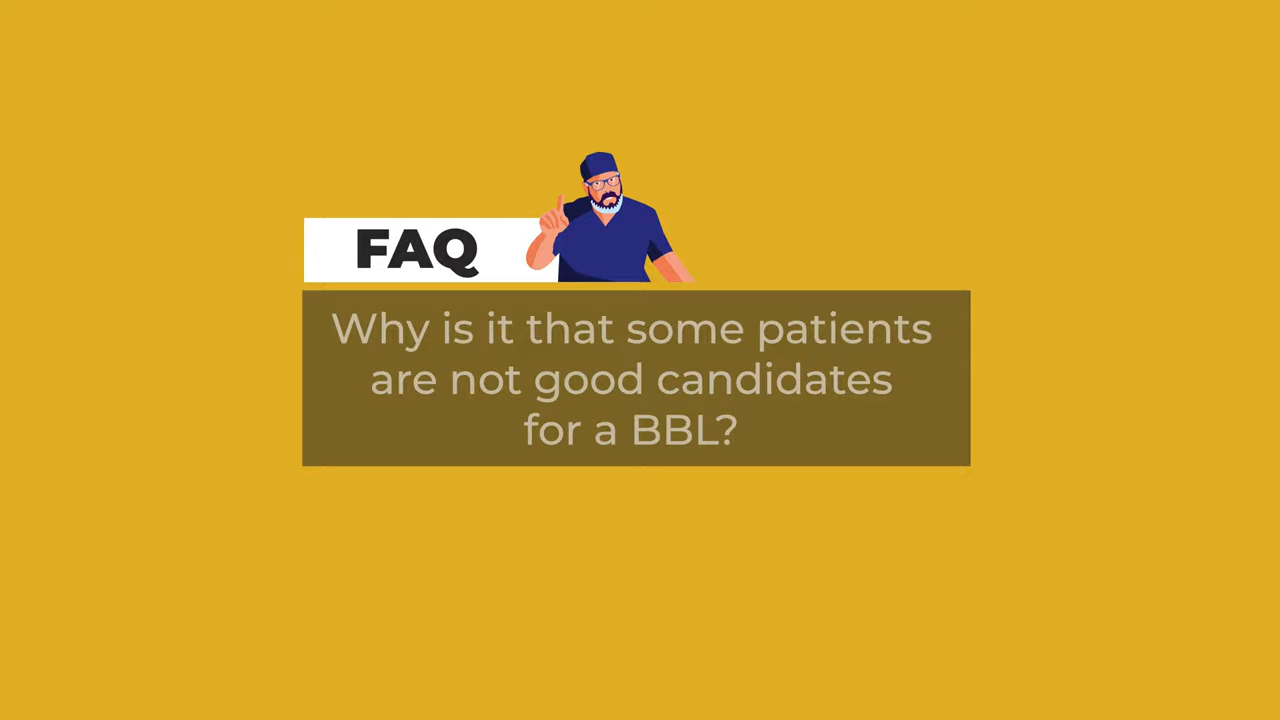 FAQ
Why is it that some patients
are not good candidates
for a BBL?